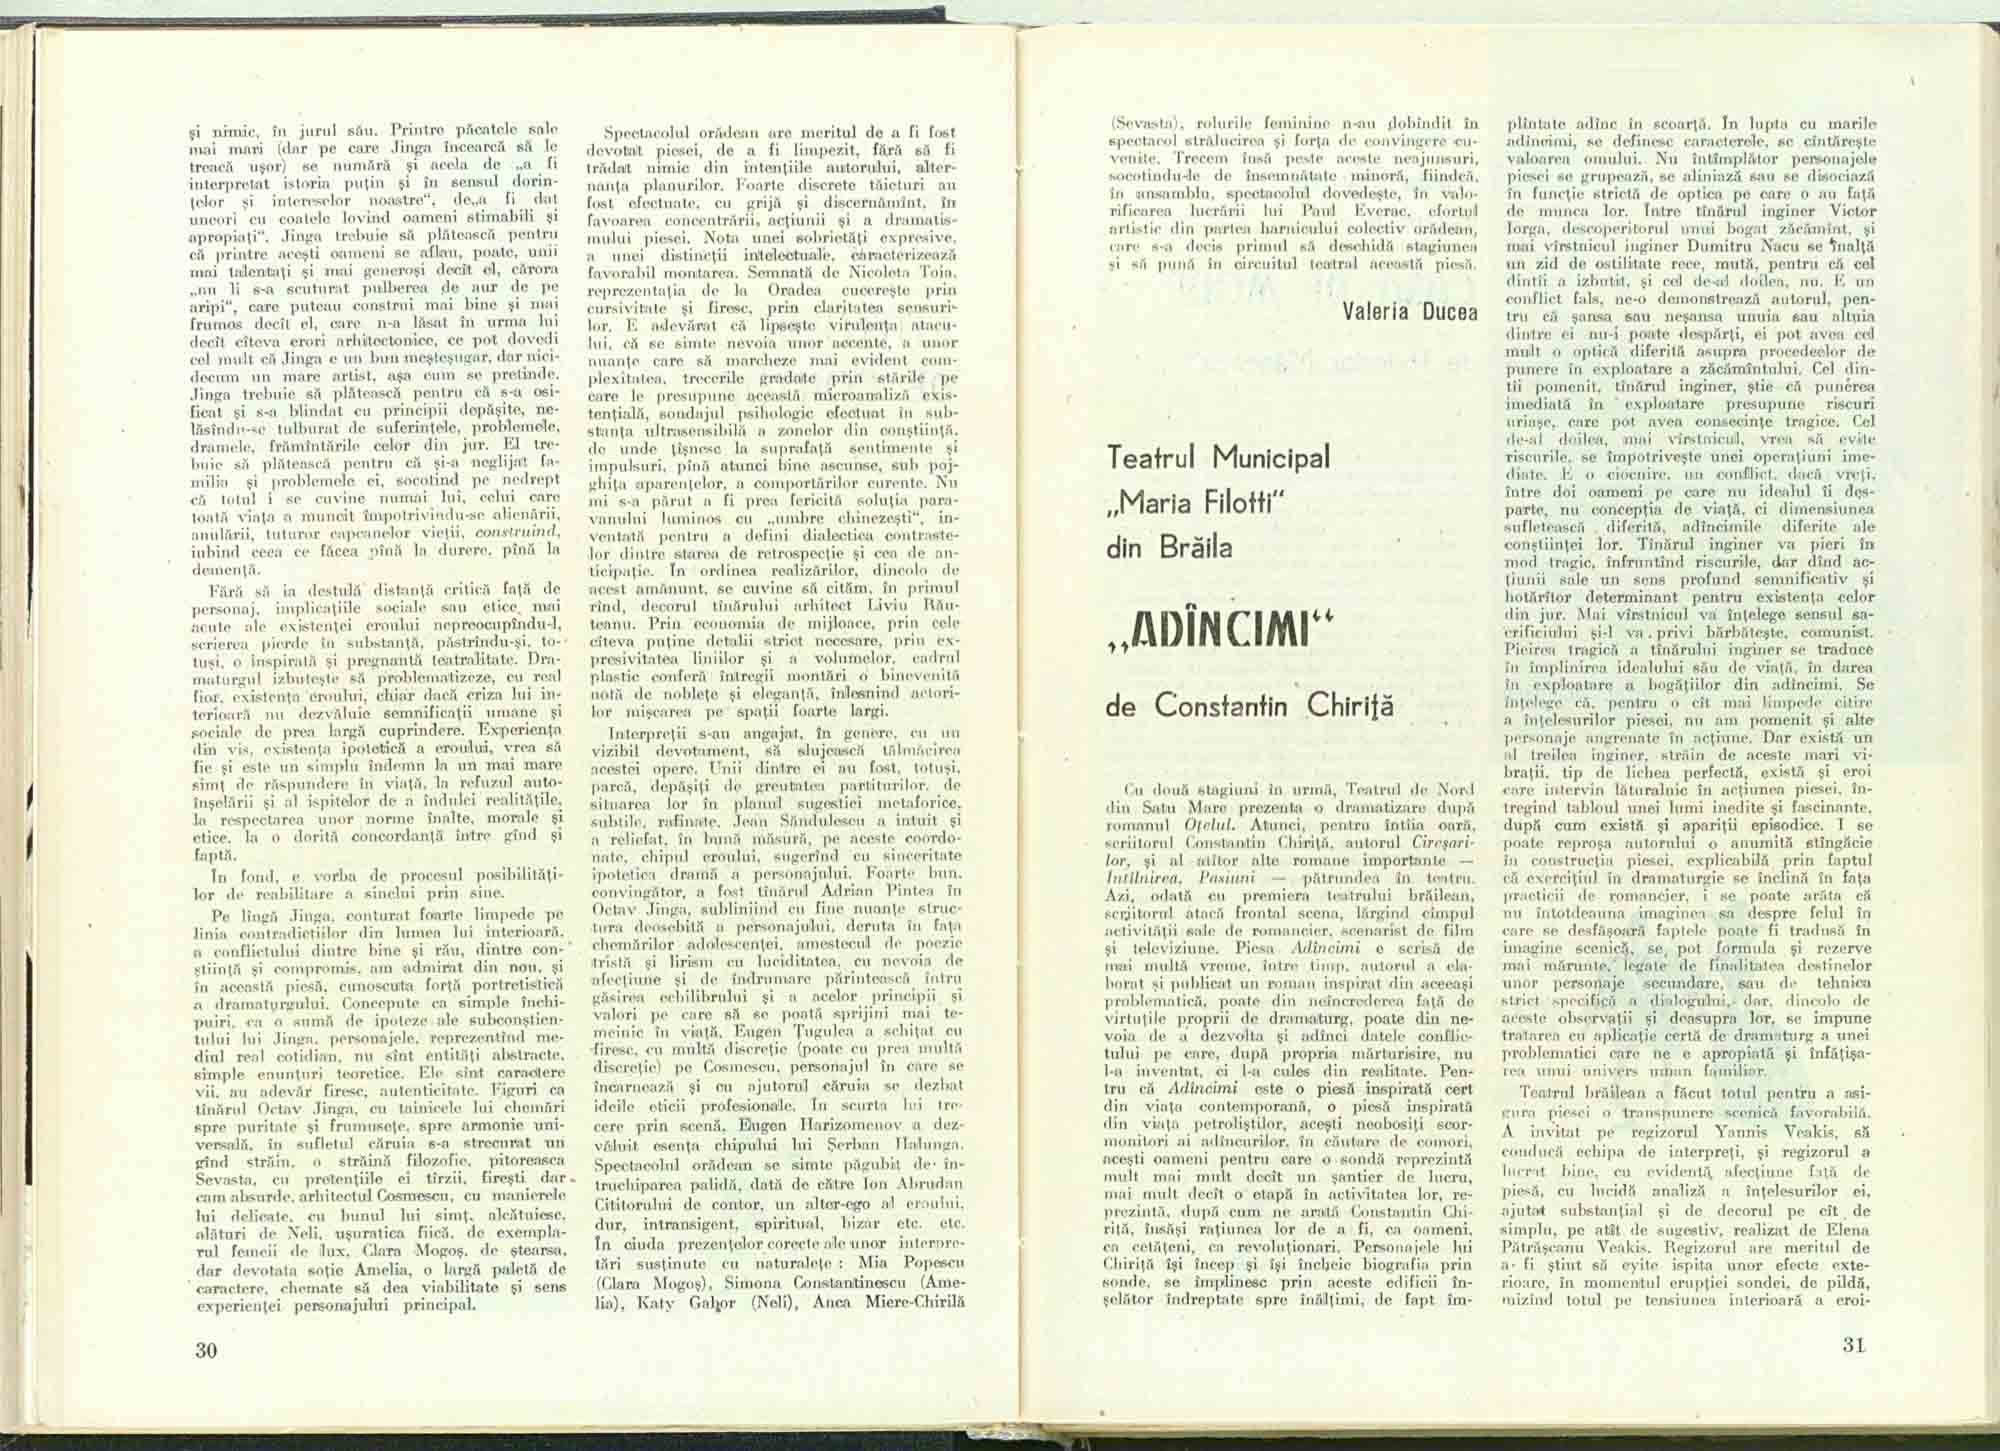 și nimic, în jurul său. Printre păcatele sale
mai mari (dar pe care Jinga încearcă să le
treacă ușor) se numără și acela de „a fi
interpretat istoria puțin și în sensul dorin-
țelor și intereselor noastre“, de„a fi dat
uneori cu coatele lovind oameni stimabili și
apropiați“. Jinga trebuie să plătească pentru
că printre acești oameni se aflau, poate, unii
mai talentați și mai generoși decît el, cărora
„nu li s-a scuturat pulberea de aur de pe
aripi“, care puteau construi mai bine și mai
frumos decît el, care n-a lăsat în urma lui
decît cîteva erori arhitectonice, ce pot dovedi
cel mult că Jinga e un bun meșteșugar, dar nici-
decum un mare artist, așa cum se pretinde.
Jinga trebuie să plătească pentru că s-a osi-
ficat și s-a blindat cu principii depășite, ne-
lăsîndu-se tulburat de suferințele, problemele,
dramele, frămîntările celor din jur. El tre-
buie să plătească pentru că și-a neglijat fa-
milia și problemele ei, socotind pe nedrept
că totul i se cuvine numai lui, celui care
toată viața a muncit împotrivindu-se alienării,
anulării, tuturor capcanelor vieții, construind,
iubind ceea ce făcea pînă la durere, pînă la
demență.
Fără să ia destulă distanță critică față de
personaj, implicațiile sociale sau etice mai
acute ale existenței eroului nepreocupîndu-l,
scrierea pierde în substanță, păstrîndu-și, to-
tuși, o inspirată și pregnantă teatralitate. Dra-
maturgul izbutește să problematizeze, cu real
fior, existența eroului, chiar dacă criza lui in-
terioară nu dezvăluie semnificații umane și
sociale de prea largă cuprindere. Experiența
din vis, existența ipotetică a eroului, vrea să
fie și este un simplu îndemn la un mai mare
simț de răspundere în viață, la refuzul auto-
înșelării și al ispitelor de a îndulci realitățile,
la respectarea unor norme înalte, morale și
etice, la o dorită concordanță între gînd și
faptă.
În fond, e vorba de procesul posibilități-
lor de reabilitare a sinelui prin sine.
Pe lîngă Jinga, conturat foarte limpede pe
linia contradicțiilor din lumea lui interioară,
a conflictului dintre bine și rău, dintre con-
știință și compromis, am admirat din nou, și
în această piesă, cunoscuta forță portretistică
a dramaturgului. Concepute ca simple închi-
puiri, ca o sumă de ipoteze ale subconștien-
tului lui Jinga, personajele, reprezentînd me-
diul real cotidian, nu sînt entități abstracte,
simple enunțuri teoretice. Ele sînt caractere
vii, au adevăr firesc, autenticitate. Figuri ca
tînărul Octav Jinga, cu tainicele lui chemări
spre puritate și frumusețe, spre armonie uni-
versală, în sufletul căruia s-a strecurat un
gînd străin, o străină filozofie, pitoreasca
Sevasta, cu pretențiile ei tîrzii, firești dar
cam absurde, arhitectul Cosmescu, cu manierele
lui delicate, cu bunul lui simț, alcătuiesc,
alături de Neli, ușuratica fiică, de exempla-
rul femeii de lux, Clara Mogoș, de ștearsa,
dar devotata soție Amelia, o largă paletă de
caractere, chemate să dea viabilitate și sens
experienței personajului principal.
30
Spectacolul orădean are meritul de a fi fost
devotat piesei, de a fi limpezit, fără să fi
trădat nimic din intențiile autorului, alter-
nanța planurilor. Foarte discrete tăieturi au
fost efectuate, cu grijă și discernămînt, în
favoarea concentrării, acțiunii și a dramatis-
mului piesei. Nota unei sobrietăți expresive,
a unei distincții intelectuale, caracterizează
favorabil montarea. Semnată de Nicoleta Toia,
reprezentația de la Oradea cucerește prin
cursivitate și firesc, prin claritatea sensuri-
lor. E adevărat că lipsește virulența atacu-
lui, că se simte nevoia unor accente, a unor
nuanțe care să marcheze mai evident com-
plexitatea, trecerile gradate prin stările pe
care le presupune această microanaliză exis-
tențială, sondajul psihologic efectuat în sub-
stanța ultrasensibilă a zonelor din conștiință,
de unde țîșnesc la suprafață sentimente și
impulsuri, pînă atunci bine ascunse, sub poj-
ghița aparențelor, a comportărilor curente. Nu
mi s-a părut a fi prea fericită soluția para-
vanului luminos cu „umbre chinezești“, in-
ventată pentru a defini dialectica contraste-
lor dintre starea de retrospecție și cea de an-
ticipație. În ordinea realizărilor, dincolo de
acest amănunt, se cuvine să cităm, în primul
rînd, decorul tînărului arhitect Liviu Rău-
țeanu. Prin economia de mijloace, prin cele
cîteva puține detalii strict necesare, prin ex-
presivitatea liniilor și a volumelor, cadrul
plastic conferă întregii montări o binevenită
notă de noblețe și eleganță, înlesnind actori-
lor mișcarea pe spații foarte largi.
Interpreții s-au angajat, în genere, cu un
vizibil devotament, să slujească tălmăcirea
acestei opere. Unii dintre ei au fost, totuși,
parcă, depășiți de greutatea partiturilor, de
situarea lor în planul sugestiei metaforice,
subtile, rafinate. Jean Săndulescu a intuit și
a reliefat, în bună măsură, pe aceste coordo-
nate, chipul eroului, sugerînd cu sinceritate
ipotetica dramă a personajului. Foarte bun,
convingător, a fost tînărul Adrian Pintea în
Octav Jinga, subliniind cu fine nuanțe struc-
tura deosebită a personajului, deruta în fața
chemărilor adolescenței, amestecul de poezie
tristă și lirism cu luciditatea, cu nevoia de
afecțiune și de îndrumare părintească întru
găsirea echilibrului și a acelor principii și
valori pe care să se poată sprijini mai te-
meinic în viață. Eugen Țugulea a schițat cu
firesc, cu multă discreție (poate cu prea multă
discreție) pe Cosmescu, personajul în care se
încarnează și cu ajutorul căruia se dezbat
ideile eticii profesionale. În scurta lui tre-
cere prin scenă, Eugen Harizomenov a dez-
văluit esența chipului lui Șerban Halunga.
Spectacolul orădean se simte păgubit de în-
truchiparea palidă, dată de către Ion Abrudan
Cititorului de contor, un alter-ego al eroului,
dur, intransigent, spiritual, bizar etc. etc.
În ciuda prezențelor corecte ale unor interpre-
tări susținute cu naturalețe : Mia Popescu
(Clara Mogoș), Simona Constantinescu (Ame-
lia), Katy Gabor (Neli), Anca Miere-Chirilă
(Sevasta), rolurile feminine n-au dobîndit în
spectacol strălucirea și forța de convingere cu-
venite. Trecem însă peste aceste neajunsuri,
socotindu-le de însemnătate minoră, fiindcă,
în ansamblu, spectacolul dovedește, în valo-
rificarea lucrării lui Paul Everac, efortul
artistic din partea harnicului colectiv orădean,
care s-a decis primul să deschidă stagiunea
și să pună în circuitul teatral această piesă.
Valeria Ducea
Teatrul Municipal
„Maria Filotti“
din Brăila
„ADÎNCIMI“
de Constantin Chiriță
Cu două stagiuni în urmă, Teatrul de Nord
din Satu Mare prezenta o dramatizare după
romanul Oțelul. Atunci, pentru întîia oară,
scriitorul Constantin Chiriță, autorul Cireșari-
lor, și al atîtor alte romane importante —
Întîlnirea, Pasiuni — pătrundea în teatru.
Azi, odată cu premiera teatrului brăilean,
scriitorul atacă frontal scena, lărgind cîmpul
activității sale de romancier, scenarist de film
și televiziune. Piesa Adîncimi e scrisă de
mai multă vreme, între timp, autorul a ela-
borat și publicat un roman inspirat din aceeași
problematică, poate din neîncrederea față de
virtuțile proprii de dramaturg, poate din ne-
voia de a dezvolta și adînci datele conflic-
tului pe care, după propria mărturisire, nu
l-a inventat, ci l-a cules din realitate. Pen-
tru că Adîncimi este o piesă inspirată cert
din viața contemporană, o piesă inspirată
din viața petroliștilor, acești neobosiți scor-
monitori ai adîncurilor, în căutare de comori,
acești oameni pentru care o sondă reprezintă
mult mai mult decît un șantier de lucru,
mai mult decît o etapă în activitatea lor, re-
prezintă, după cum ne arată Constantin Chi-
riță, însăși rațiunea lor de a fi, ca oameni,
ca cetățeni, ca revoluționari. Personajele lui
Chiriță își încep și își încheie biografia prin
sonde, se împlinesc prin aceste edificii în-
șelător îndreptate spre înălțimi, de fapt îm-
plîntate adînc în scoarță. În lupta cu marile
adîncimi, se definesc caracterele, se cîntărește
valoarea omului. Nu întîmplător personajele
piesei se grupează, se aliniază sau se disociază
în funcție strictă de optica pe care o au față
de munca lor. Între tînărul inginer Victor
Iorga, descoperitorul unui bogat zăcămînt, și
mai vîrstnicul inginer Dumitru Nacu se înalță
un zid de ostilitate rece, mută, pentru că cel
dintîi a izbutit, și cel de-al doilea, nu. E un
conflict fals, ne-o demonstrează autorul, pen-
tru că șansa sau neșansa unuia sau altuia
dintre ei nu-i poate despărți, ei pot avea cel
mult o optică diferită asupra procedeelor de
punere în exploatare a zăcămîntului. Cel din-
tîi pomenit, tînărul inginer, știe că punerea
imediată în exploatare presupune riscuri
uriașe, care pot avea consecințe tragice. Cel
de-al doilea, mai vîrstnicul, vrea să evite
riscurile, se împotrivește unei operațiuni ime-
diate. E o ciocnire, un conflict, dacă vreți,
între doi oameni pe care nu idealul îi des-
parte, nu concepția de viață, ci dimensiunea
sufletească diferită, adîncimile diferite ale
conștiinței lor. Tînărul inginer va pieri în
mod tragic, înfruntînd riscurile, dar dînd ac-
țiunii sale un sens profund semnificativ și
hotărîtor determinant pentru existența celor
din jur. Mai vîrstnicul va înțelege sensul sa-
crificiului și-l va privi bărbătește, comunist.
Pieirea tragică a tînărului inginer se traduce
în împlinirea idealului său de viață, în darea
în exploatare a bogățiilor din adîncimi. Se
înțelege că, pentru o cît mai limpede citire
a înțelesurilor piesei, nu am pomenit și alte
personaje angrenate în acțiune. Dar există un
al treilea inginer, străin de aceste mari vi-
brații, tip de lichea perfectă, există și eroi
care intervin lăturalnic în acțiunea piesei, în-
tregind tabloul unei lumi inedite și fascinante,
după cum există și apariții episodice. I se
poate reproșa autorului o anumită stîngăcie
în construcția piesei, explicabilă prin faptul
că exercițiul în dramaturgie se înclină în fața
practicii de romancier, i se poate arăta că
nu întotdeauna imaginea sa despre felul în
care se desfășoară faptele poate fi tradusă în
imagine scenică, se pot formula și rezerve
mai mărunte, legate de finalitatea destinelor
unor personaje secundare, sau de tehnica
strict specifică a dialogului, dar, dincolo de
aceste observații și deasupra lor, se impune
tratarea cu aplicație certă de dramaturg a unei
problematici care ne e apropiată și înfățișa-
rea unui univers uman familiar.
Teatrul brăilean a făcut totul pentru a asi-
gura piesei o transpunere scenică favorabilă.
A invitat pe regizorul Yannis Veakis, să
conducă echipa de interpreți, și regizorul a
lucrat bine, cu evidentă afecțiune față de
piesă, cu lucidă analiză a înțelesurilor ei,
ajutat substanțial și de decorul pe cît de
simplu, pe atît de sugestiv, realizat de Elena
Pătrășcanu Veakis. Regizorul are meritul de
a fi știut să evite ispita unor efecte exte-
rioare, în momentul erupției sondei, de pildă,
mizînd totul pe tensiunea interioară a eroi-
31